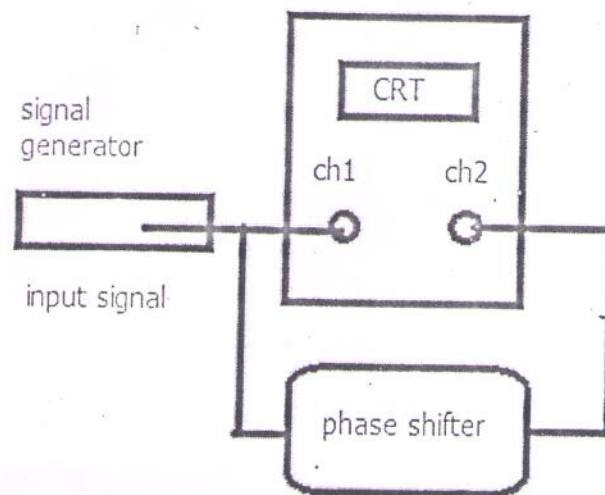 CRT
signal
generator
ch1
ch2
input signal
phase shifter